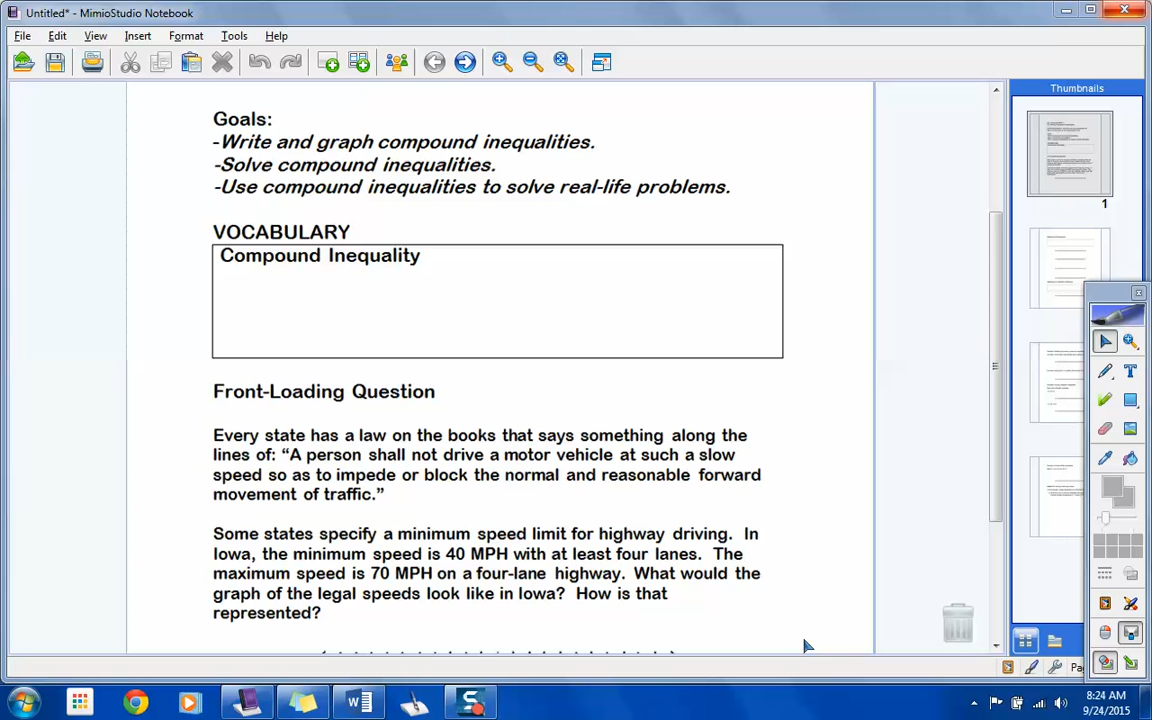 Untitled* - MimioStudio Notebook
File Edit View Insert Format Tools Help
Goals:
-Write and graph compound inequalities.
-Solve compound inequalities.
-Use compound inequalities to solve real-life problems.
VOCABULARY
Compound Inequality
Front-Loading Question
Every state has a law on the books that says something along the
lines of: “A person shall not drive a motor vehicle at such a slow
speed so as to impede or block the normal and reasonable forward
movement of traffic.”
Some states specify a minimum speed limit for highway driving. In
Iowa, the minimum speed is 40 MPH with at least four lanes. The
maximum speed is 70 MPH on a four-lane highway. What would the
graph of the legal speeds look like in Iowa? How is that
represented?
Thumbnails
1
8:24 AM
9/24/2015